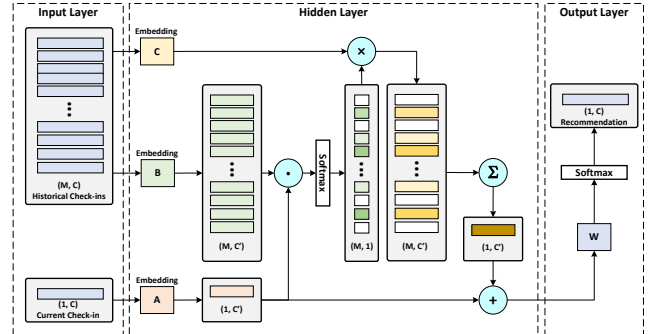 Input Layer
Hidden Layer
Output Layer
Embedding
C
×
(M, C)
Historical Check-ins
Embedding
B
(M, C')
·
Softmax
(M, 1)
(M, C')
Σ
(1, C')
(1, C)
Recommendation
Softmax
W
(1, C)
Current Check-in
Embedding
A
(1, C')
+